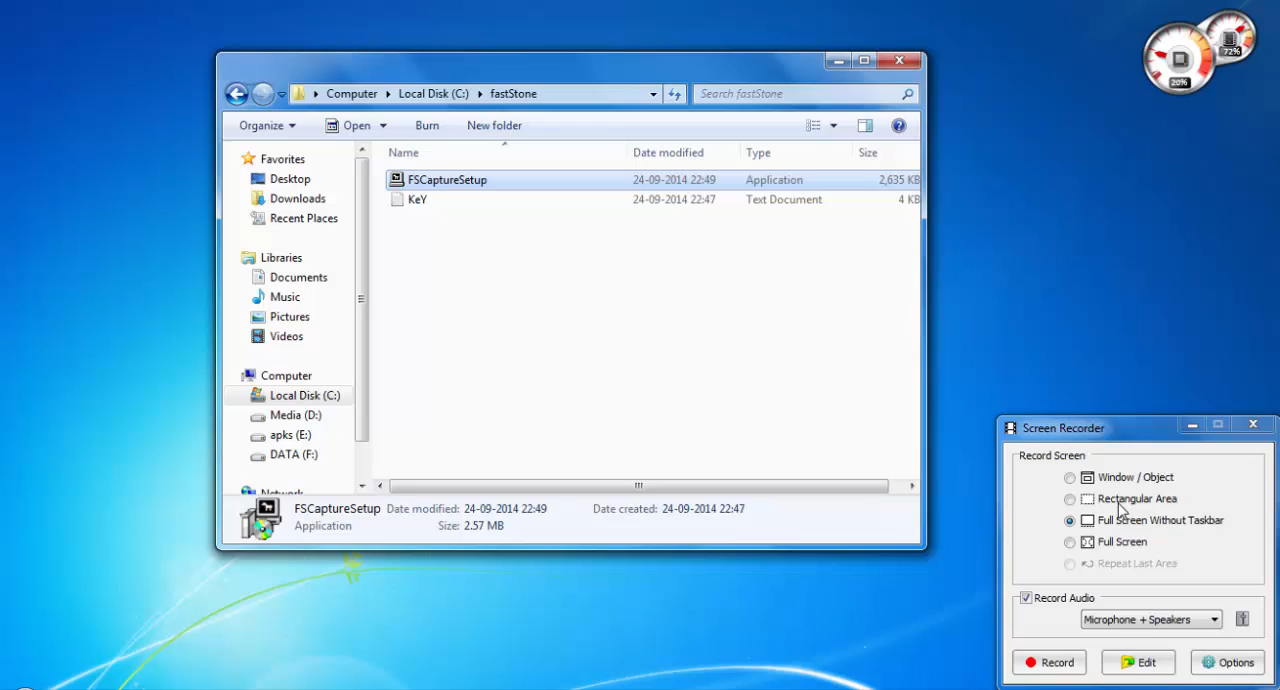 20%
72%
Computer Local Disk (C:) fastStone
Search fastStone
Organize Open Burn New folder
Name Date modified Type Size
Favorites
Desktop
Downloads
Recent Places
Libraries
Documents
Music
Pictures
Videos
Computer
Local Disk (C:)
Media (D:)
apks (E:)
DATA (F:)
Network
FSCaptureSetup 24-09-2014 22:49 Application 2,635 KB
KeY 24-09-2014 22:47 Text Document 4 KB
FSCaptureSetup Date modified: 24-09-2014 22:49 Date created: 24-09-2014 22:47
Application Size: 2.57 MB
Screen Recorder
Record Screen
Window / Object
Rectangular Area
Full Screen Without Taskbar
Full Screen
Repeat Last Area
Record Audio
Microphone + Speakers
Record Edit Options